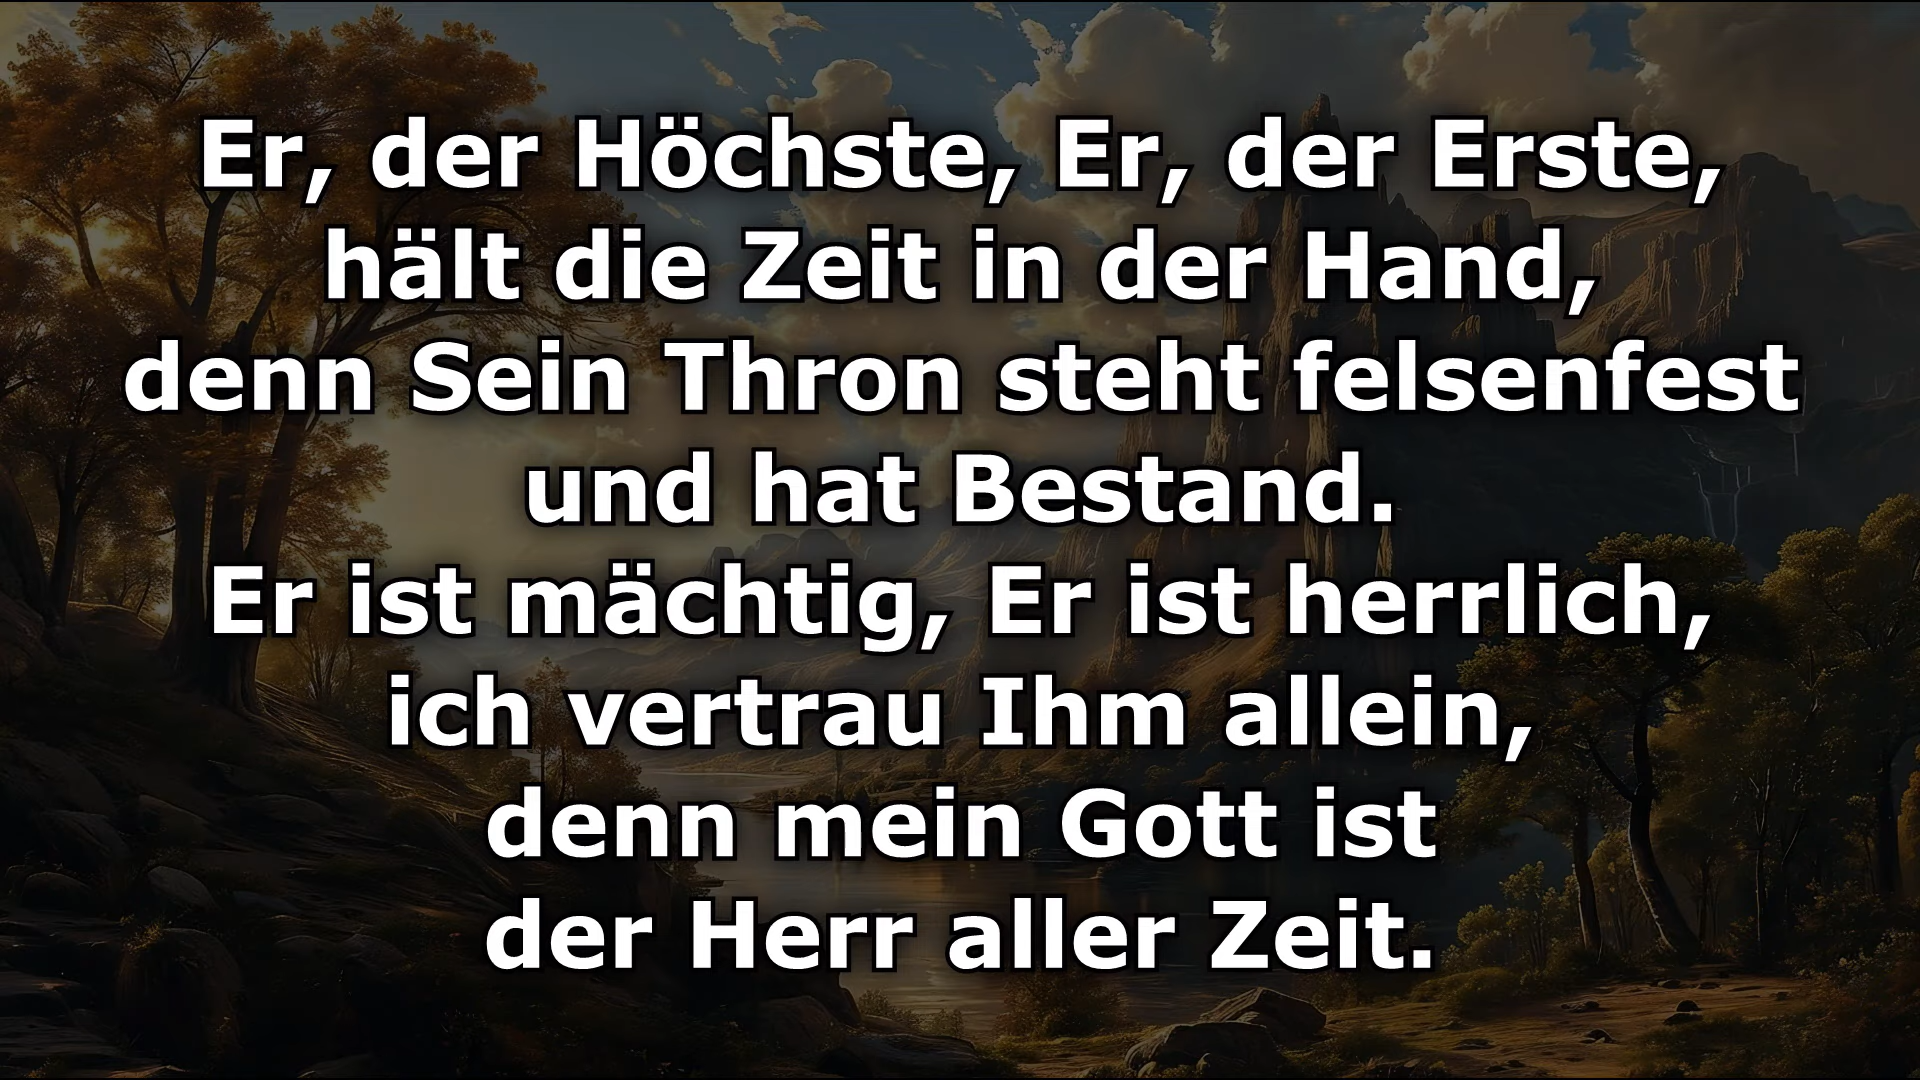 Er, der Höchste, Er, der Erste,
hält die Zeit in der Hand,
denn Sein Thron steht felsenfest
und hat Bestand.
Er ist mächtig, Er ist herrlich,
ich vertrau Ihm allein,
denn mein Gott ist
der Herr aller Zeit.